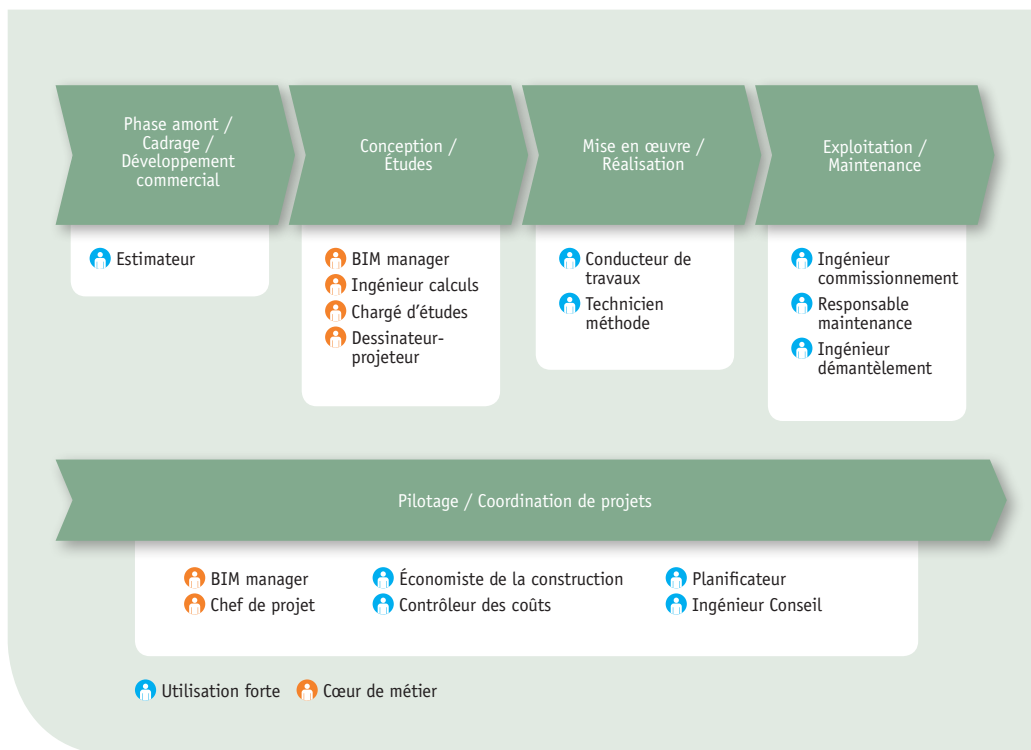 Phase amont /
Cadrage /
Développement
commercial
Conception /
Études
Mise en œuvre /
Réalisation
Exploitation /
Maintenance
Estimateur
BIM manager
Ingénieur calculs
Chargé d’études
Dessinateur-
projeteur
Conducteur de
travaux
Technicien
méthode
Ingénieur
commissionnement
Responsable
maintenance
Ingénieur
démantèlement
Pilotage / Coordination de projets
BIM manager
Chef de projet
Économiste de la construction
Contrôleur des coûts
Planificateur
Ingénieur Conseil
Utilisation forte
Cœur de métier